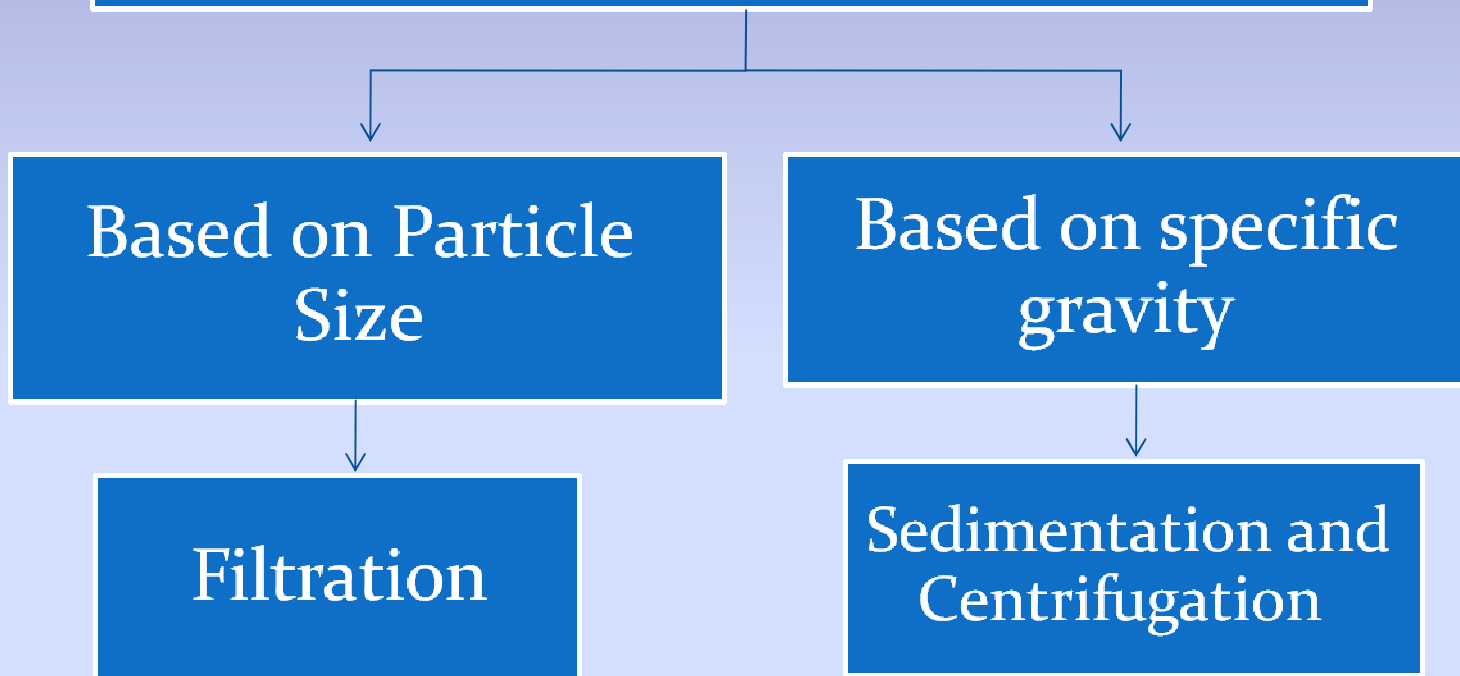 Based on Particle
Size
Based on specific
gravity
Filtration
Sedimentation and
Centrifugation